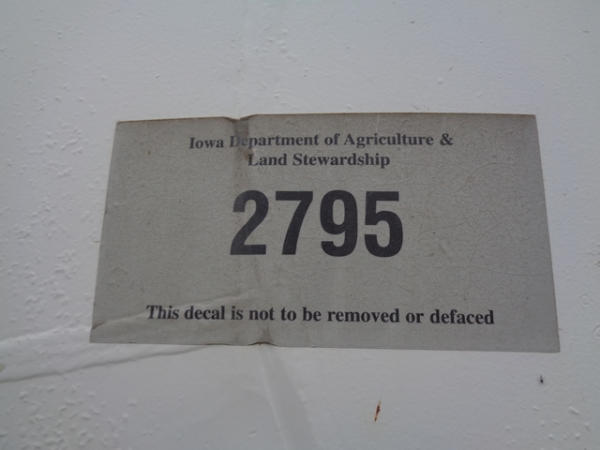 Iowa Department of Agriculture &
Land Stewardship
2795
This decal is not to be removed or defaced